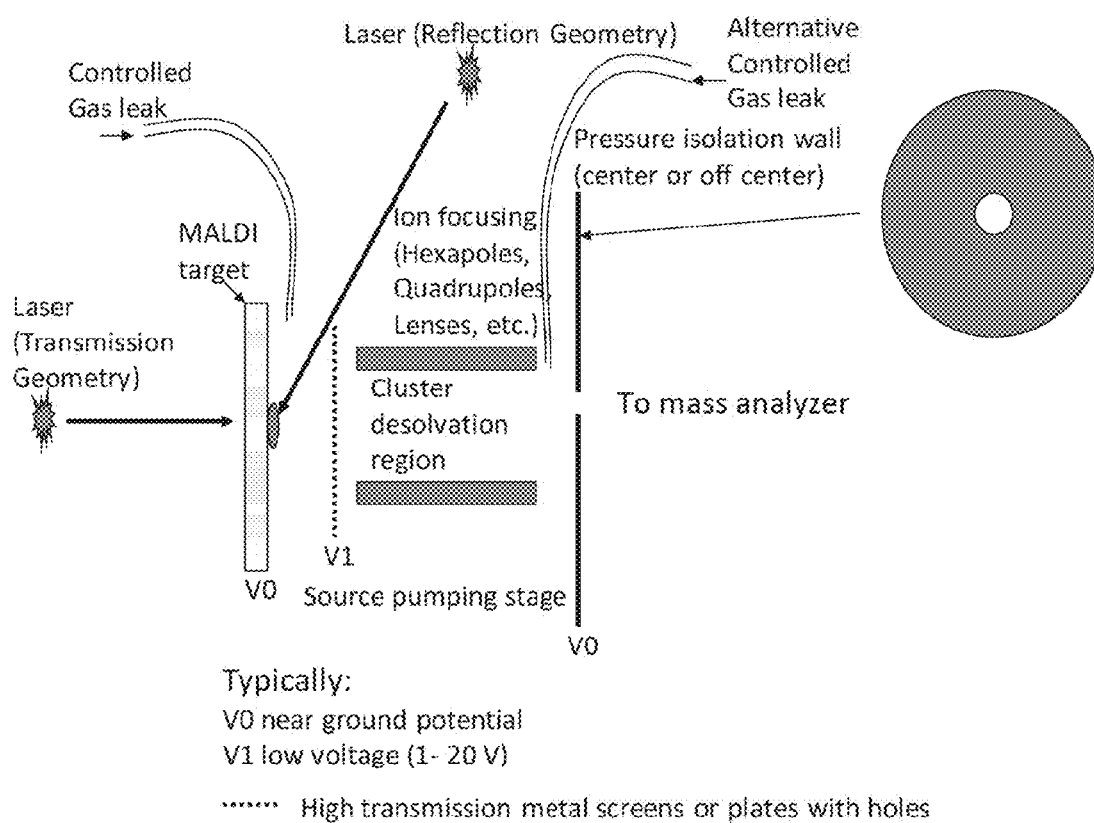 Laser (Reflection Geometry)
Alternative
Controlled
Gas leak
Controlled
Gas leak
Pressure isolation wall
(center or off center)
MALDI
target
Ion focusing
(Hexapoles,
Quadrupoles,
Lenses, etc.)
Laser
(Transmission
Geometry)
Cluster
desolvation
region
To mass analyzer
V1
V0
Source pumping stage
V0
Typically:
V0 near ground potential
V1 low voltage (1- 20 V)
High transmission metal screens or plates with holes